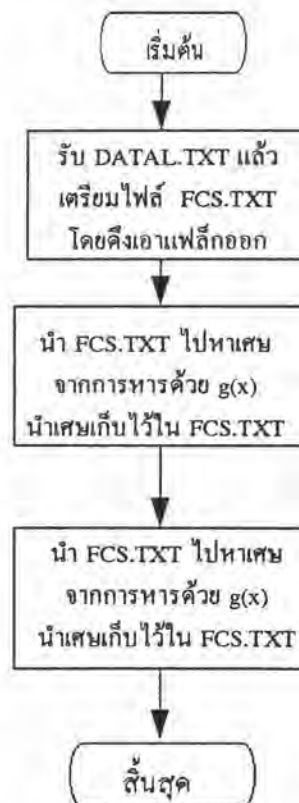 เริ่มต้น
รับ DATAL.TXT แล้ว
เตรียมไฟล์ FCS.TXT
โดยดึงเอาแฟล็กออก
นำ FCS.TXT ไปหาเศษ
จากการหารด้วย g(x)
นำเศษเก็บไว้ใน FCS.TXT
นำ FCS.TXT ไปหาเศษ
จากการหารด้วย g(x)
นำเศษเก็บไว้ใน FCS.TXT
สิ้นสุด